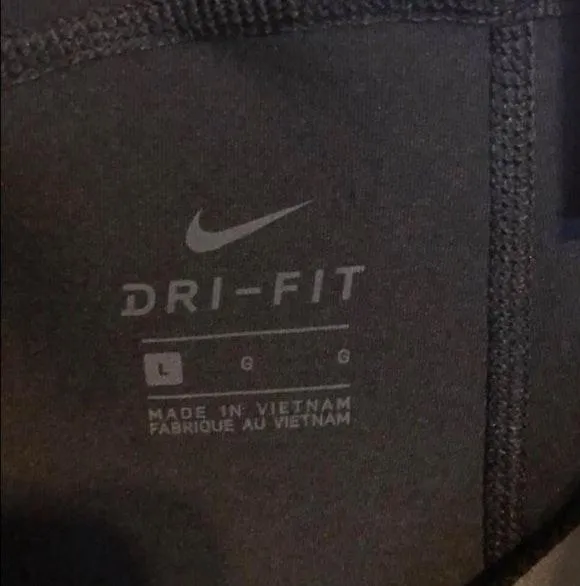 DRI-FIT
L G G
MADE IN VIETNAM
FABRIQUE AU VIETNAM